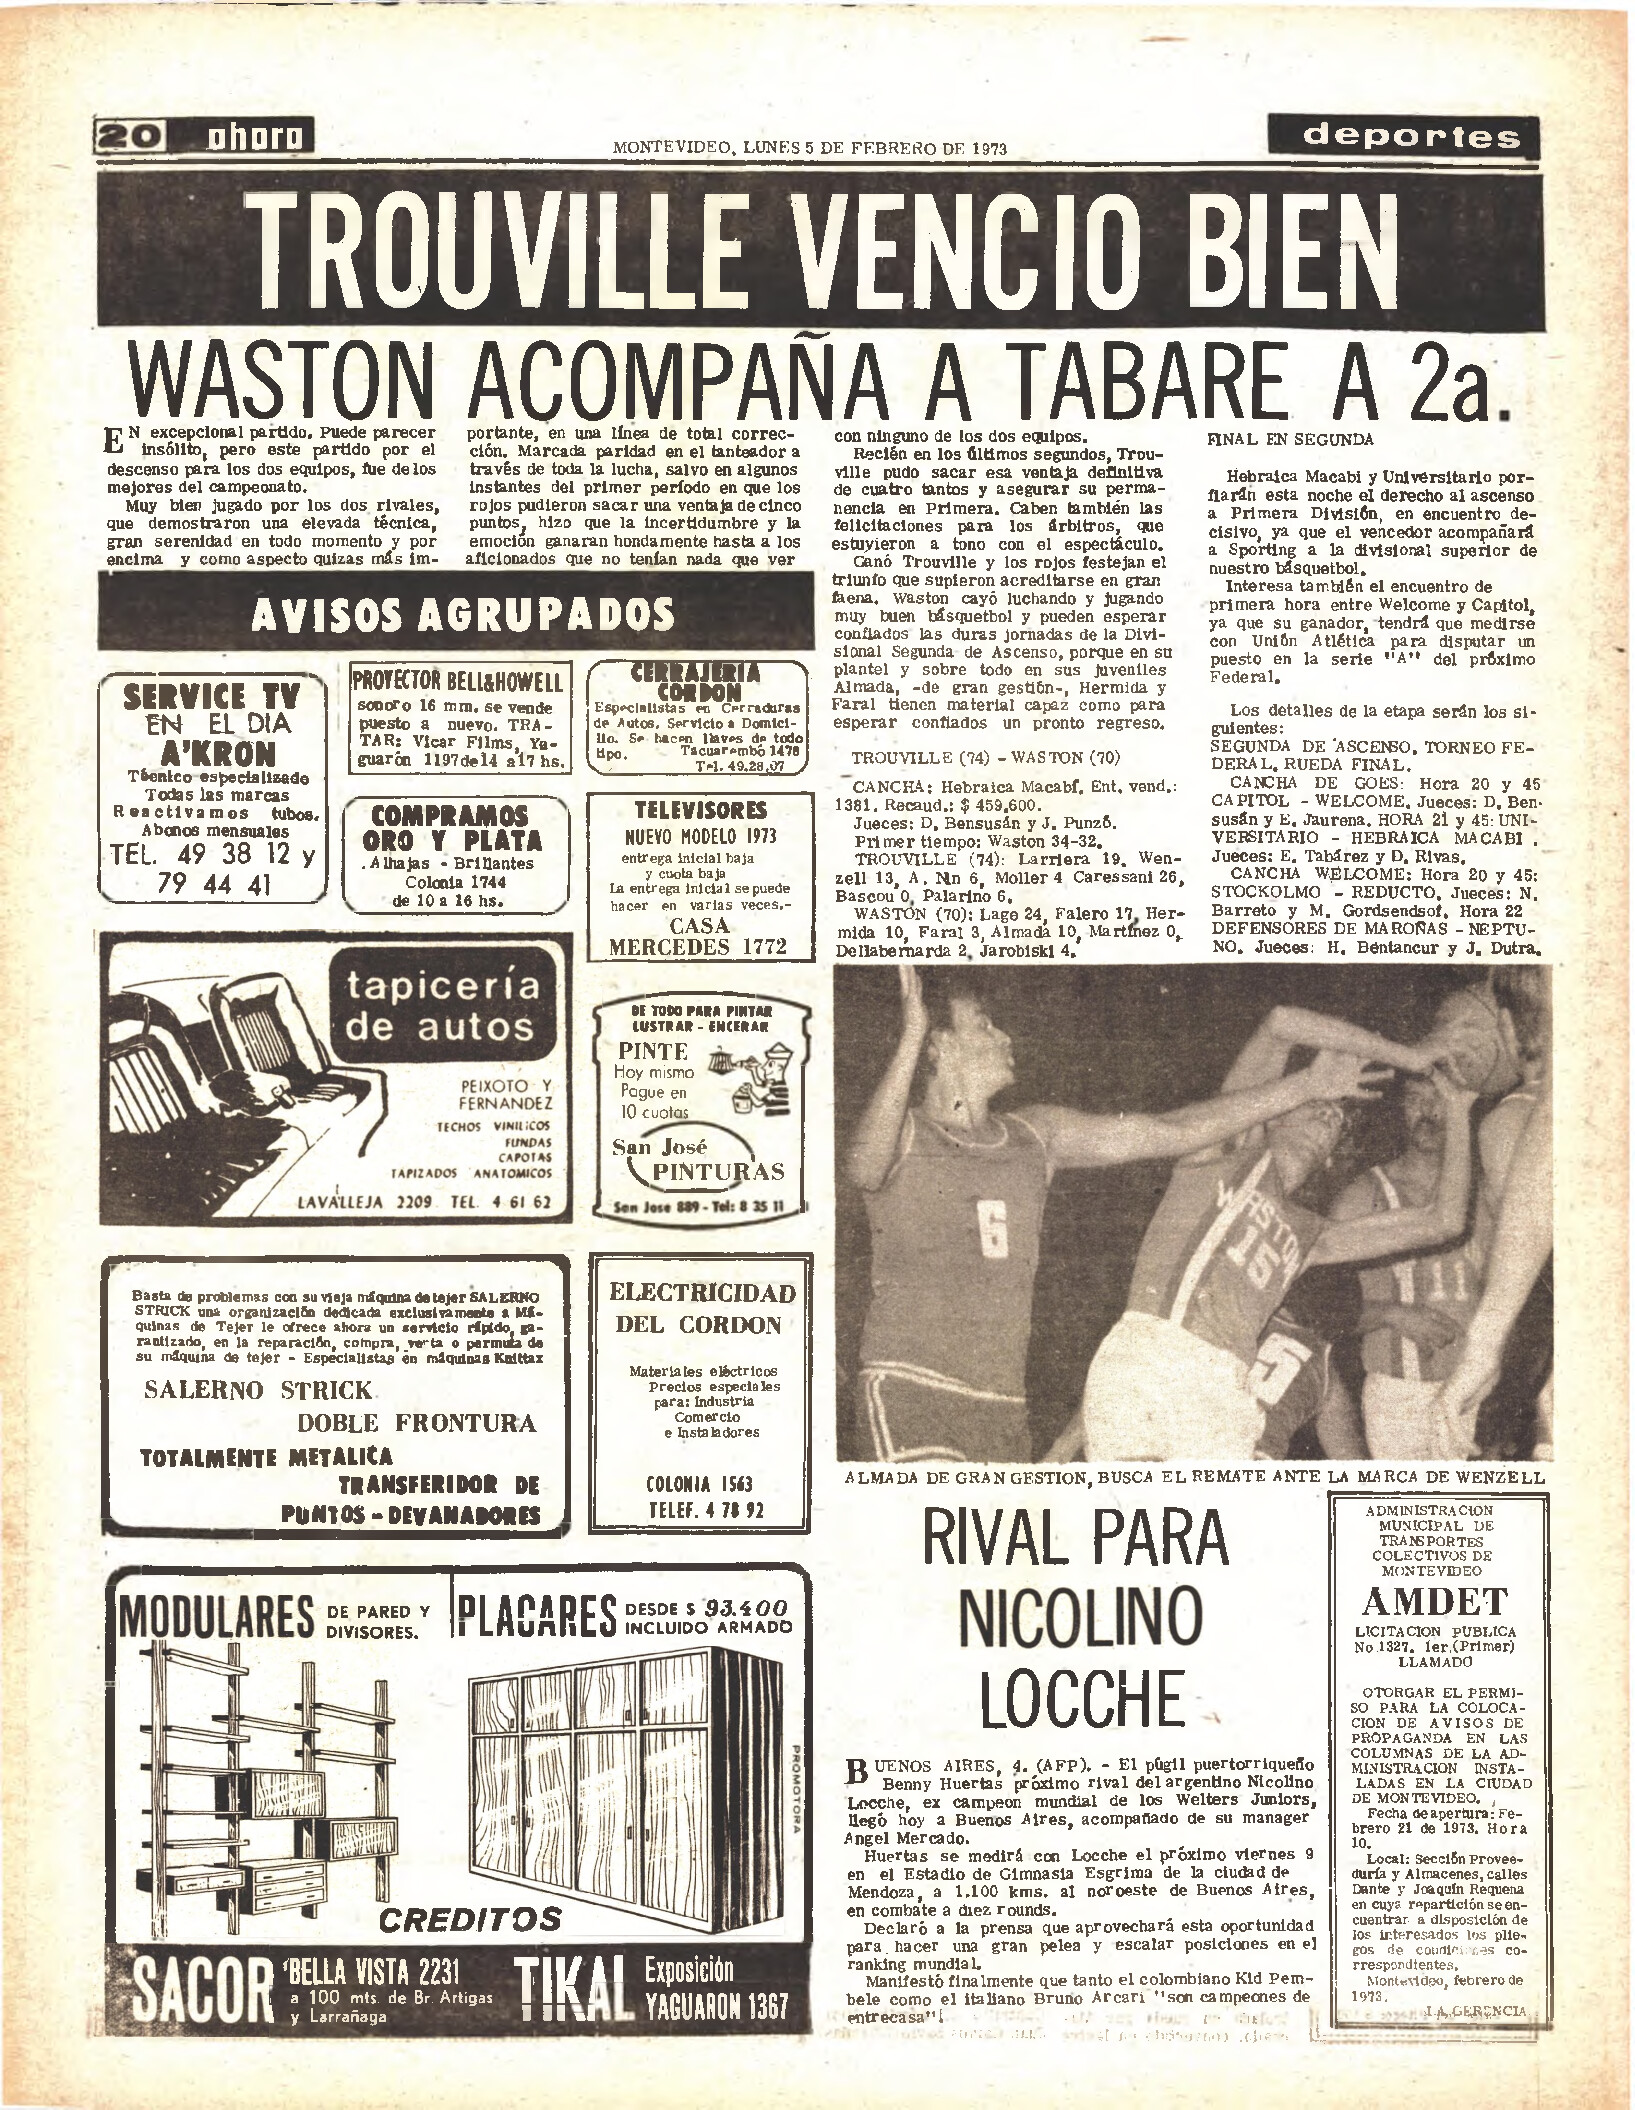 20 ahora
MONTEVIDEO, LUNES 5 DE FEBRERO DE 1973
deportes
TROUVILLE VENCIO BIEN
WASTON ACOMPAÑA A TABARE A 2a.
EN excepcional partido. Puede parecer
insólito, pero este partido por el
descenso para los dos equipos, fue de los
mejores del campeonato.
Muy bien jugado por los dos rivales,
que demostraron una elevada técnica,
gran serenidad en todo momento y por
encima y como aspecto quizas más im-
portante, en una línea de total correc-
ción. Marcada paridad en el tanteador a
través de toda la lucha, salvo en algunos
instantes del primer período en que los
rojos pudieron sacar una ventaja de cinco
puntos, hizo que la incertidumbre y la
emoción ganaran hondamente hasta a los
aficionados que no tenían nada que ver
con ninguno de los dos equipos.
Recién en los últimos segundos, Trou-
ville pudo sacar esa ventaja definitiva
de cuatro tantos y asegurar su perma-
nencia en Primera. Caben también las
felicitaciones para los árbitros, que
estuvieron a tono con el espectáculo.
Ganó Trouville y los rojos festejan el
triunfo que supieron acreditarse en gran
faena. Waston cayó luchando y jugando
muy buen básquetbol y pueden esperar
confiados las duras jornadas de la Divi-
sional Segunda de Ascenso, porque en su
plantel y sobre todo en sus juveniles
Almada, -de gran gestión-, Hermida y
Faral tienen material capaz como para
esperar confiados un pronto regreso.
TROUVILLE (74) - WASTON (70)
CANCHA: Hebraica Macabí. Ent. vend.:
1381. Recaud.: $ 459,600.
Jueces: D. Bensusán y J. Punzó.
Primer tiempo: Waston 34-32.
TROUVILLE (74): Larriera 19, Wen-
zell 13, A. Nin 6, Moller 4 Caressani 26,
Bascou 0, Palarino 6.
WASTON (70): Lage 24, Falero 17, Her-
mida 10, Faral 3, Almada 10, Martínez 0,
Dellabernarda 2, Jarobiski 4.
FINAL EN SEGUNDA
Hebraica Macabi y Universitario por-
fiarán esta noche el derecho al ascenso
a Primera División, en encuentro de-
cisivo, ya que el vencedor acompañará
a Sporting a la divisional superior de
nuestro básquetbol.
Interesa también el encuentro de
primera hora entre Welcome y Capitol,
ya que su ganador, tendrá que medirse
con Unión Atlética para disputar un
puesto en la serie "A" del próximo
Federal.
Los detalles de la etapa serán los si-
guientes:
SEGUNDA DE ASCENSO. TORNEO FE-
DERAL. RUEDA FINAL.
CANCHA DE GOES: Hora 20 y 45
CAPITOL - WELCOME. Jueces: D. Ben-
susán y E. Jaurena. HORA 21 y 45: UNI-
VERSITARIO - HEBRAICA MACABI .
Jueces: E. Tabárez y D. Rivas.
CANCHA WELCOME: Hora 20 y 45:
STOCKOLMO - REDUCTO. Jueces: N.
Barreto y M. Gordsendsof. Hora 22
DEFENSORES DE MAROÑAS - NEPTU-
NO. Jueces: H. Bentancur y J. Dutra.
AVISOS AGRUPADOS
SERVICE TV
EN EL DIA
A'KRON
Técnico especializado
Todas las marcas
Reactivamos tubos.
Abonos mensuales
TEL. 49 38 12 y
79 44 41
PROYECTOR BELL&HOWELL
sonoro 16 mm. se vende
puesto a nuevo. TRA-
TAR: Vicar Films, Ya-
guarón 1197 de 14 a 17 hs.
CERRAJERIA
CORDON
Especialistas en Cerraduras
de Autos. Servicio a Domici-
lio. Se hacen llaves de todo
tipo. Tacuarembó 1478
Tel. 49.28.07
COMPRAMOS
ORO Y PLATA
Alhajas - Brillantes
Colonia 1744
de 10 a 16 hs.
TELEVISORES
NUEVO MODELO 1973
entrega inicial baja
y cuota baja
La entrega inicial se puede
hacer en varias veces.-
CASA
MERCEDES 1772
tapicería
de autos
PEIXOTO Y
FERNANDEZ
TECHOS VINILICOS
FUNDAS
CAPOTAS
TAPIZADOS ANATOMICOS
LAVALLEJA 2209 TEL. 4 61 62
DE TODO PARA PINTAR
LUSTRAR - ENCERAR
PINTE
Hoy mismo
Pague en
10 cuotas
San José
PINTURAS
San Jose 889 - Tel: 8 35 11
Basta de problemas con su vieja máquina de tejer SALERNO
STRICK una organización dedicada exclusivamente a Má-
quinas de Tejer le ofrece ahora un servicio rápido, ga-
rantizado, en la reparación, compra, venta o permuta de
su máquina de tejer - Especialistas en máquinas Knittax
SALERNO STRICK
DOBLE FRONTURA
TOTALMENTE METALICA
TRANSFERIDOR DE
PUNTOS - DEVANADORES
ELECTRICIDAD
DEL CORDON
Materiales eléctricos
Precios especiales
para: Industria
Comercio
e Instaladores
COLONIA 1563
TELEF. 4 78 92
MODULARES DE PARED Y
DIVISORES.
PLACARES DESDE $ 93.400
INCLUIDO ARMADO
PROMOTORA
CREDITOS
SACOR BELLA VISTA 2231
a 100 mts. de Br. Artigas
y Larrañaga
TIKAL Exposición
YAGUARON 1367
WASTON
6
15
11
5
ALMADA DE GRAN GESTION, BUSCA EL REMATE ANTE LA MARCA DE WENZELL
RIVAL PARA
NICOLINO
LOCCHE
BUENOS AIRES, 4. (AFP). - El púgil puertorriqueño
Benny Huertas próximo rival del argentino Nicolino
Locche, ex campeon mundial de los Welters Juniors,
llegó hoy a Buenos Aires, acompañado de su manager
Angel Mercado.
Huertas se medirá con Locche el próximo viernes 9
en el Estadio de Gimnasia Esgrima de la ciudad de
Mendoza, a 1.100 kms. al noroeste de Buenos Aires,
en combate a diez rounds.
Declaró a la prensa que aprovechará esta oportunidad
para hacer una gran pelea y escalar posiciones en el
ranking mundial.
Manifestó finalmente que tanto el colombiano Kid Pem-
bele como el italiano Bruno Arcari "son campeones de
entrecasa".
ADMINISTRACION
MUNICIPAL DE
TRANSPORTES
COLECTIVOS DE
MONTEVIDEO
AMDET
LICITACION PUBLICA
No.1327. 1er.(Primer)
LLAMADO
OTORGAR EL PERMI-
SO PARA LA COLOCA-
CION DE AVISOS DE
PROPAGANDA EN LAS
COLUMNAS DE LA AD-
MINISTRACION INSTA-
LADAS EN LA CIUDAD
DE MONTEVIDEO.
Fecha de apertura: Fe-
brero 21 de 1973. Hora
10.
Local: Sección Provee-
duría y Almacenes, calles
Dante y Joaquín Requena
en cuya repartición se en-
cuentrar a disposición de
los interesados los plie-
gos de condiciones co-
rrespondientes.
Montevideo, febrero de
1973.
LA GERENCIA